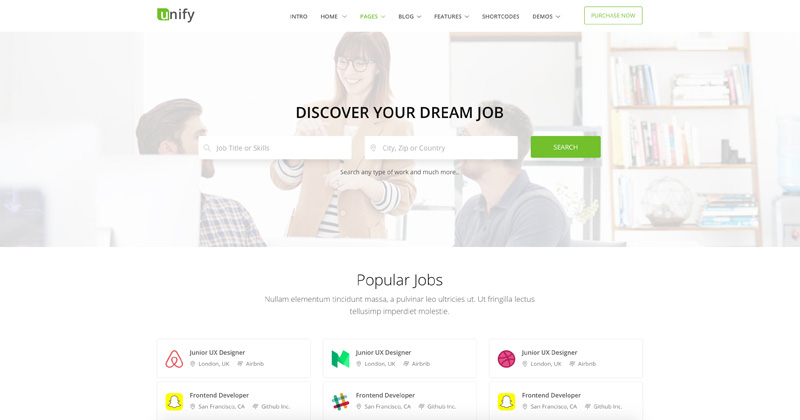 unify
INTRO HOME PAGES BLOG FEATURES SHORTCODES DEMOS PURCHASE NOW
DISCOVER YOUR DREAM JOB
Job Title or Skills City, Zip or Country SEARCH
Search any type of work and much more..
Popular Jobs
Nullam elementum tincidunt massa, a pulvinar leo ultricies ut. Ut fringilla lectus
tellusimp imperdiet molestie.
Junior UX Designer Junior UX Designer Junior UX Designer
London, UK Airbnb London, UK Airbnb London, UK Airbnb
Frontend Developer Frontend Developer Frontend Developer
San Francisco, CA Github Inc. San Francisco, CA Github Inc. San Francisco, CA Github Inc.